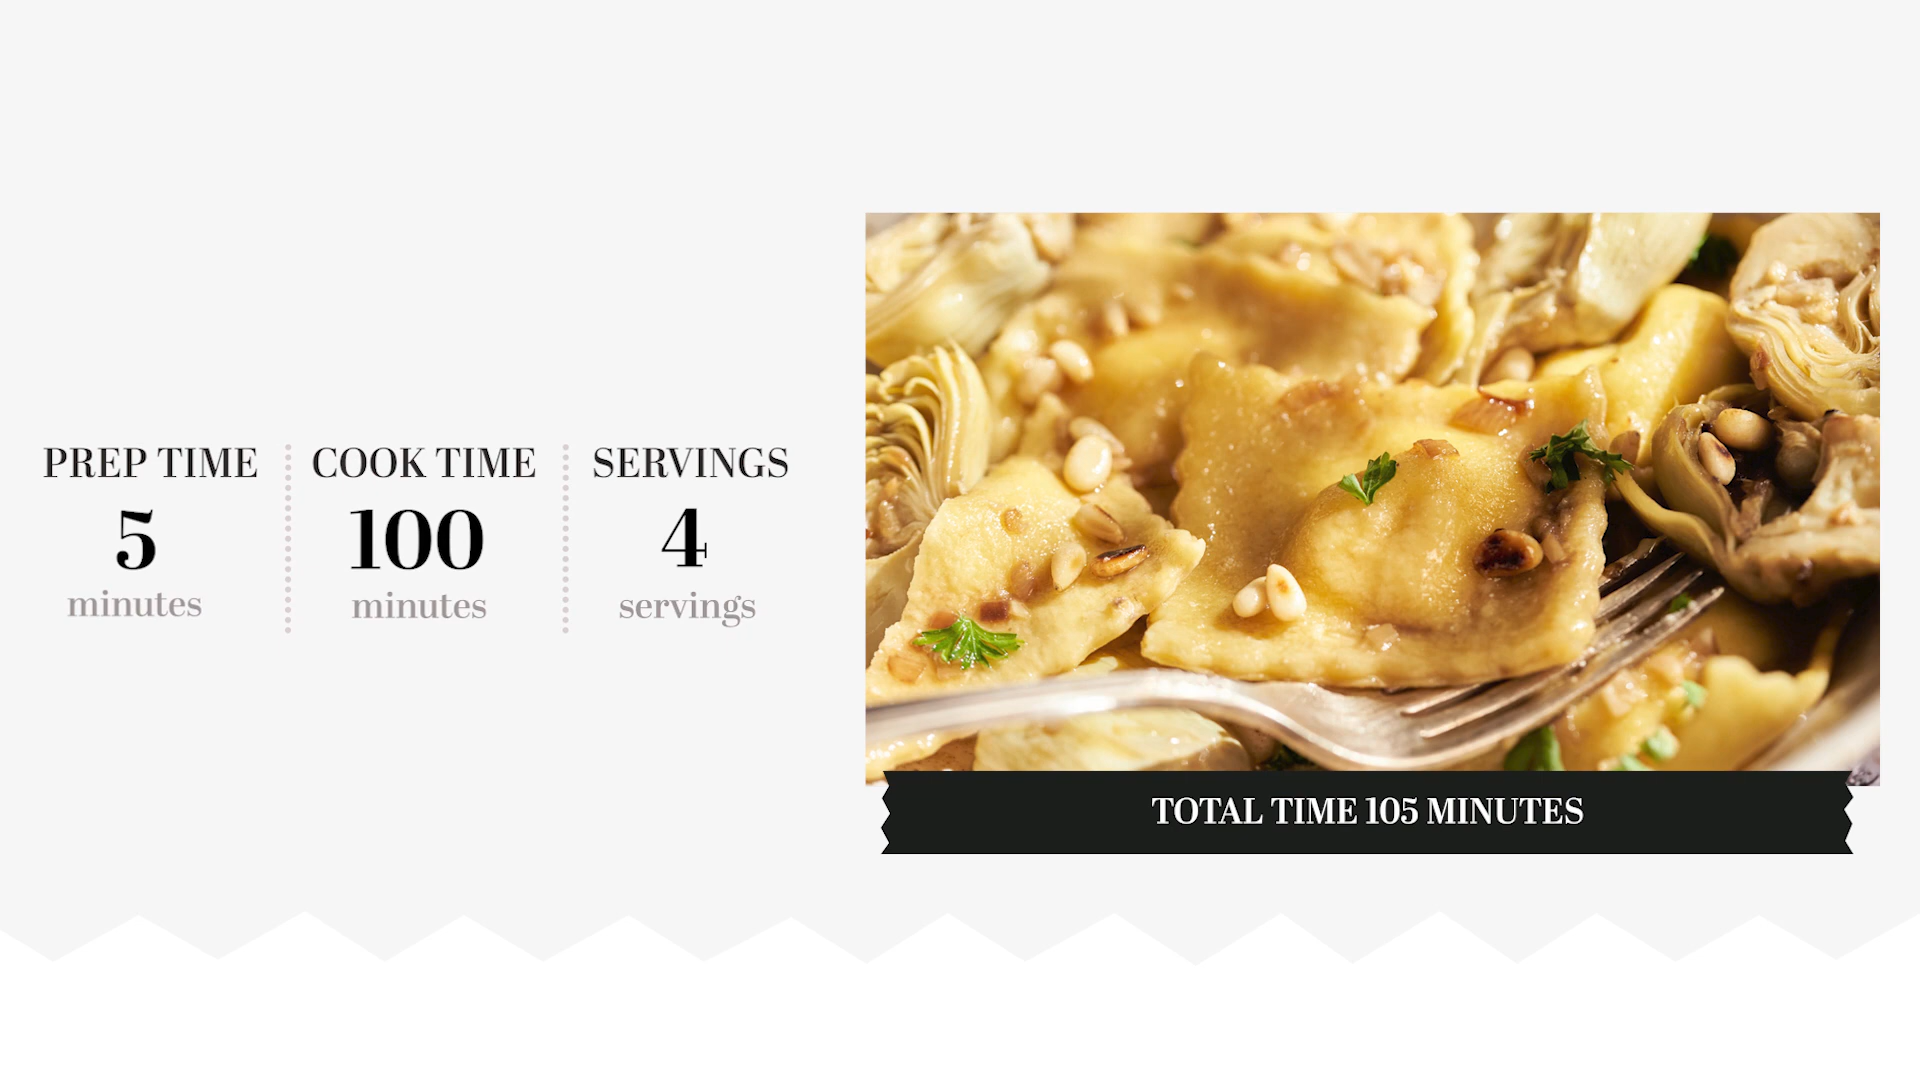 PREP TIME
5
minutes
COOK TIME
100
minutes
SERVINGS
4
servings
TOTAL TIME 105 MINUTES